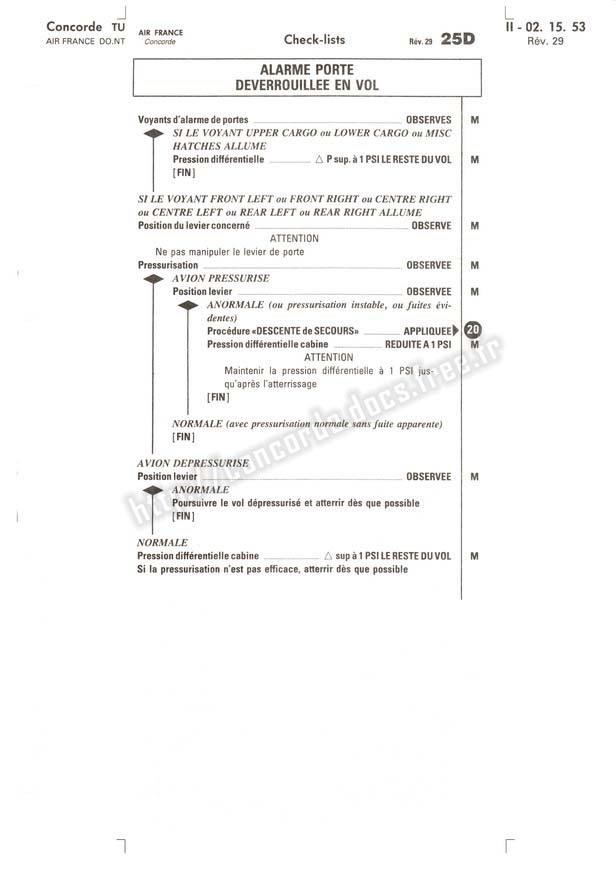 Concorde TU
AIR FRANCE DO.NT
AIR FRANCE
Concorde
Check-lists
Rév. 29 25D
II - 02. 15. 53
Rév. 29
ALARME PORTE
DEVERROUILLEE EN VOL
Voyants d'alarme de portes OBSERVES M
SI LE VOYANT UPPER CARGO ou LOWER CARGO ou MISC
HATCHES ALLUME
Pression différentielle △ P sup. à 1 PSI LE RESTE DU VOL M
[FIN]
SI LE VOYANT FRONT LEFT ou FRONT RIGHT ou CENTRE RIGHT
ou CENTRE LEFT ou REAR LEFT ou REAR RIGHT ALLUME
Position du levier concerné OBSERVE M
ATTENTION
Ne pas manipuler le levier de porte
Pressurisation OBSERVEE M
AVION PRESSURISE
Position levier OBSERVEE M
ANORMALE (ou pressurisation instable, ou fuites évi-
dentes)
Procédure «DESCENTE de SECOURS» APPLIQUEE 20
Pression différentielle cabine REDUITE A 1 PSI M
ATTENTION
Maintenir la pression différentielle à 1 PSI jus-
qu'après l'atterrissage
[FIN]
NORMALE (avec pressurisation normale sans fuite apparente)
[FIN]
AVION DEPRESSURISE
Position levier OBSERVEE M
ANORMALE
Poursuivre le vol dépressurisé et atterrir dès que possible
[FIN]
NORMALE
Pression différentielle cabine △ sup à 1 PSI LE RESTE DU VOL M
Si la pressurisation n'est pas efficace, atterrir dès que possible
http://concorde.docs.free.fr